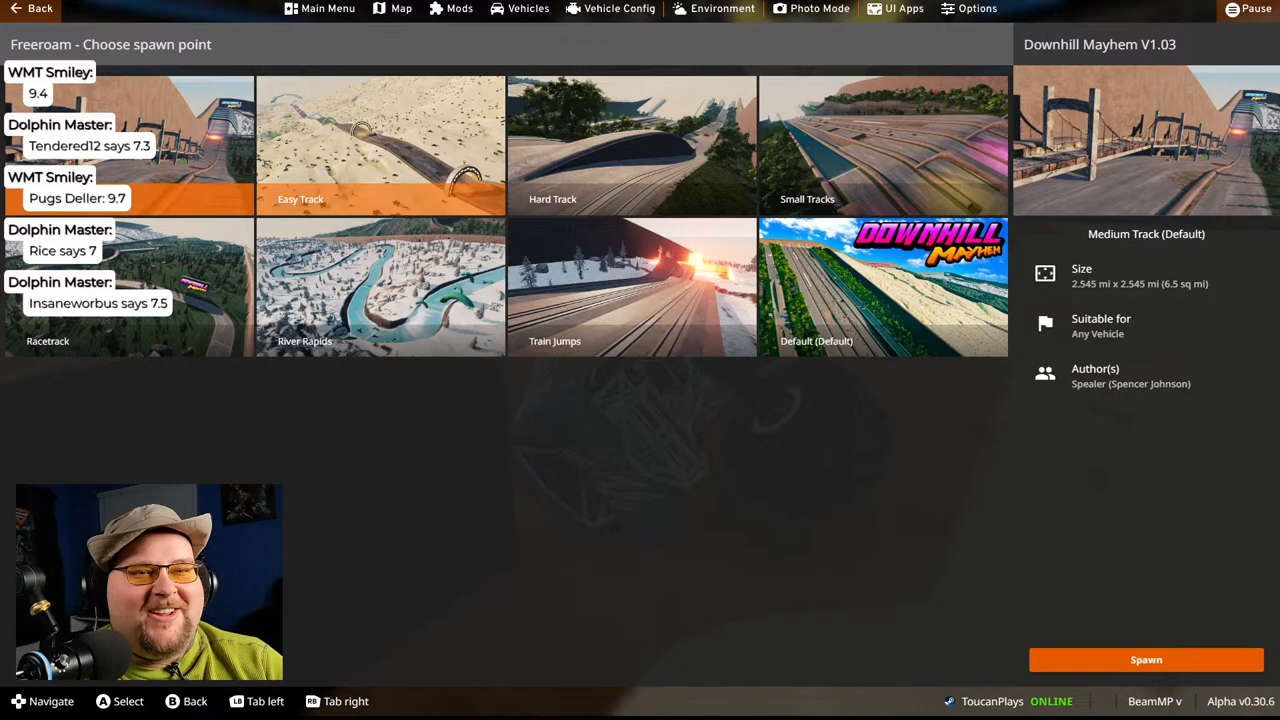 Back
Main Menu
Map
Mods
Vehicles
Vehicle Config
Environment
Photo Mode
UI Apps
Options
Pause
Freeroam - Choose spawn point
Downhill Mayhem V1.03
WMT Smiley:
9.4
Dolphin Master:
Tendered12 says 7.3
WMT Smiley:
Pugs Deller: 9.7
Dolphin Master:
Rice says 7
Dolphin Master:
Insaneworbus says 7.5
Easy Track
Hard Track
Small Tracks
Racetrack
River Rapids
Train Jumps
DOWNHILL
MAYHEM
Default (Default)
Medium Track (Default)
Size
2.545 mi x 2.545 mi (6.5 sq mi)
Suitable for
Any Vehicle
Author(s)
Spealer (Spencer Johnson)
Spawn
Navigate
A Select
B Back
LB Tab left
RB Tab right
ToucanPlays ONLINE
BeamMP v
Alpha v0.30.6